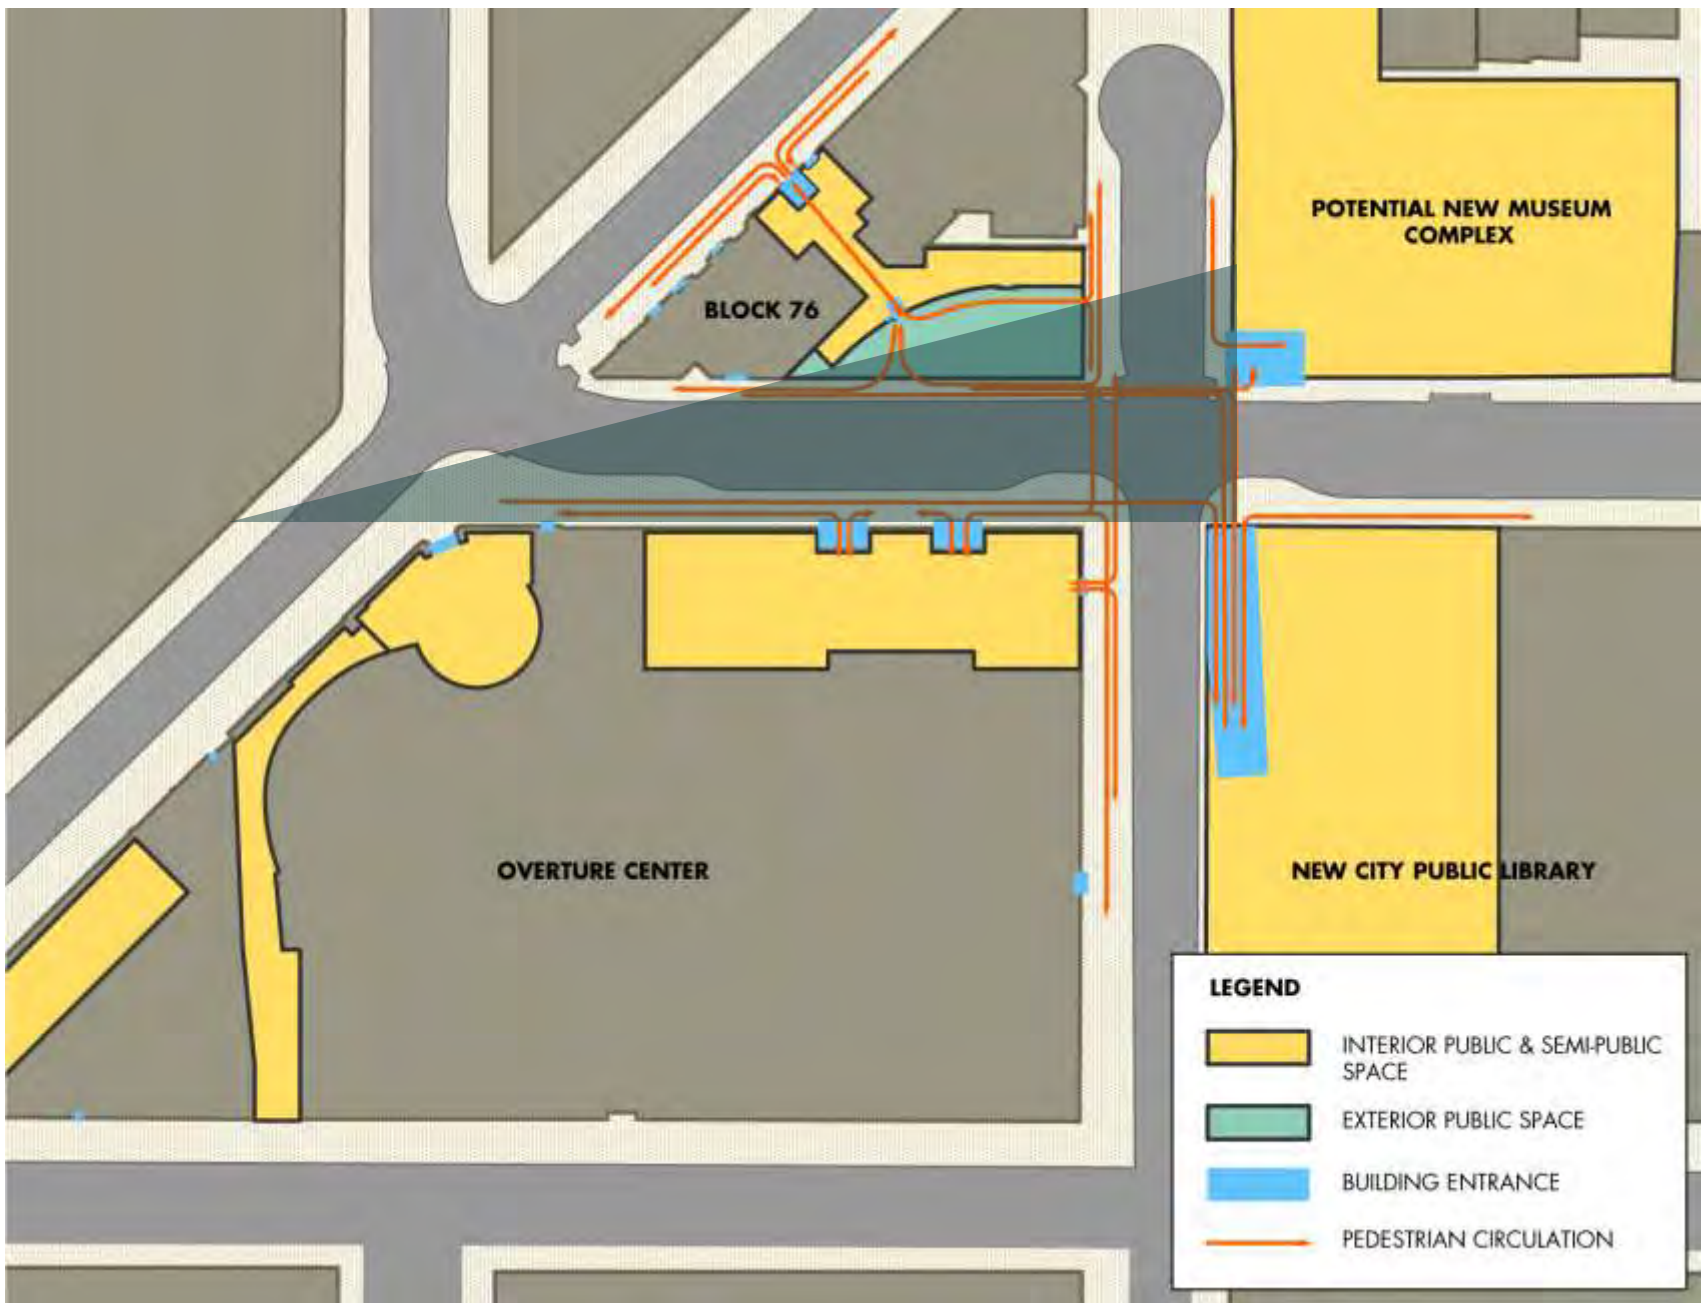 POTENTIAL NEW MUSEUM
COMPLEX
BLOCK 76
OVERTURE CENTER
NEW CITY PUBLIC LIBRARY
LEGEND
INTERIOR PUBLIC & SEMI-PUBLIC
SPACE
EXTERIOR PUBLIC SPACE
BUILDING ENTRANCE
PEDESTRIAN CIRCULATION